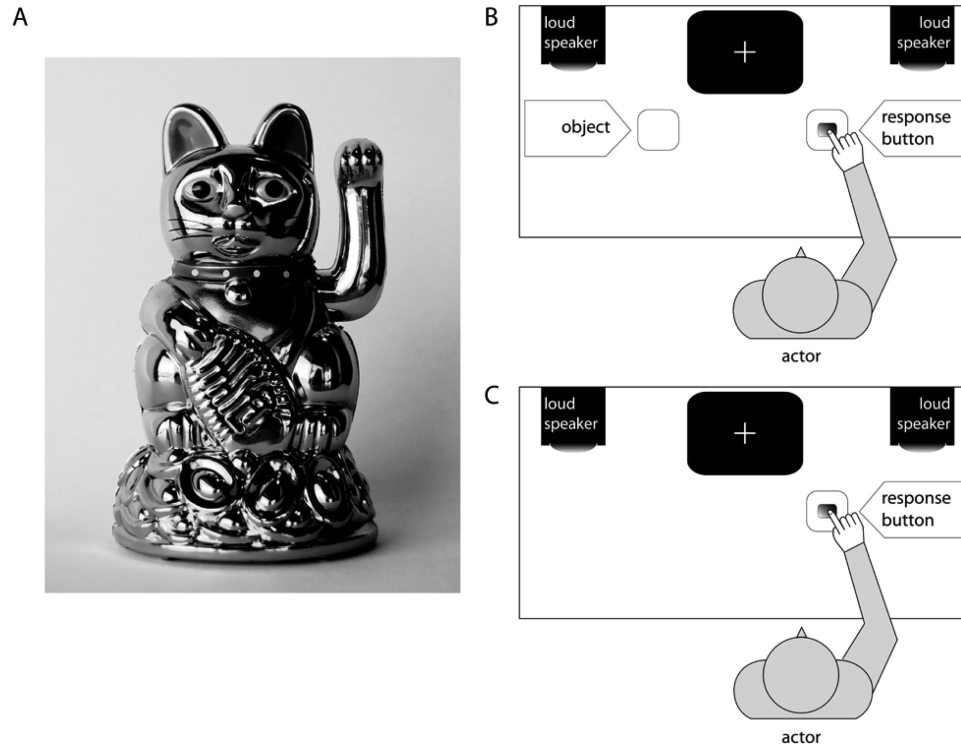 A
B
loud
speaker
loud
speaker
object
response
button
actor
C
loud
speaker
loud
speaker
response
button
actor